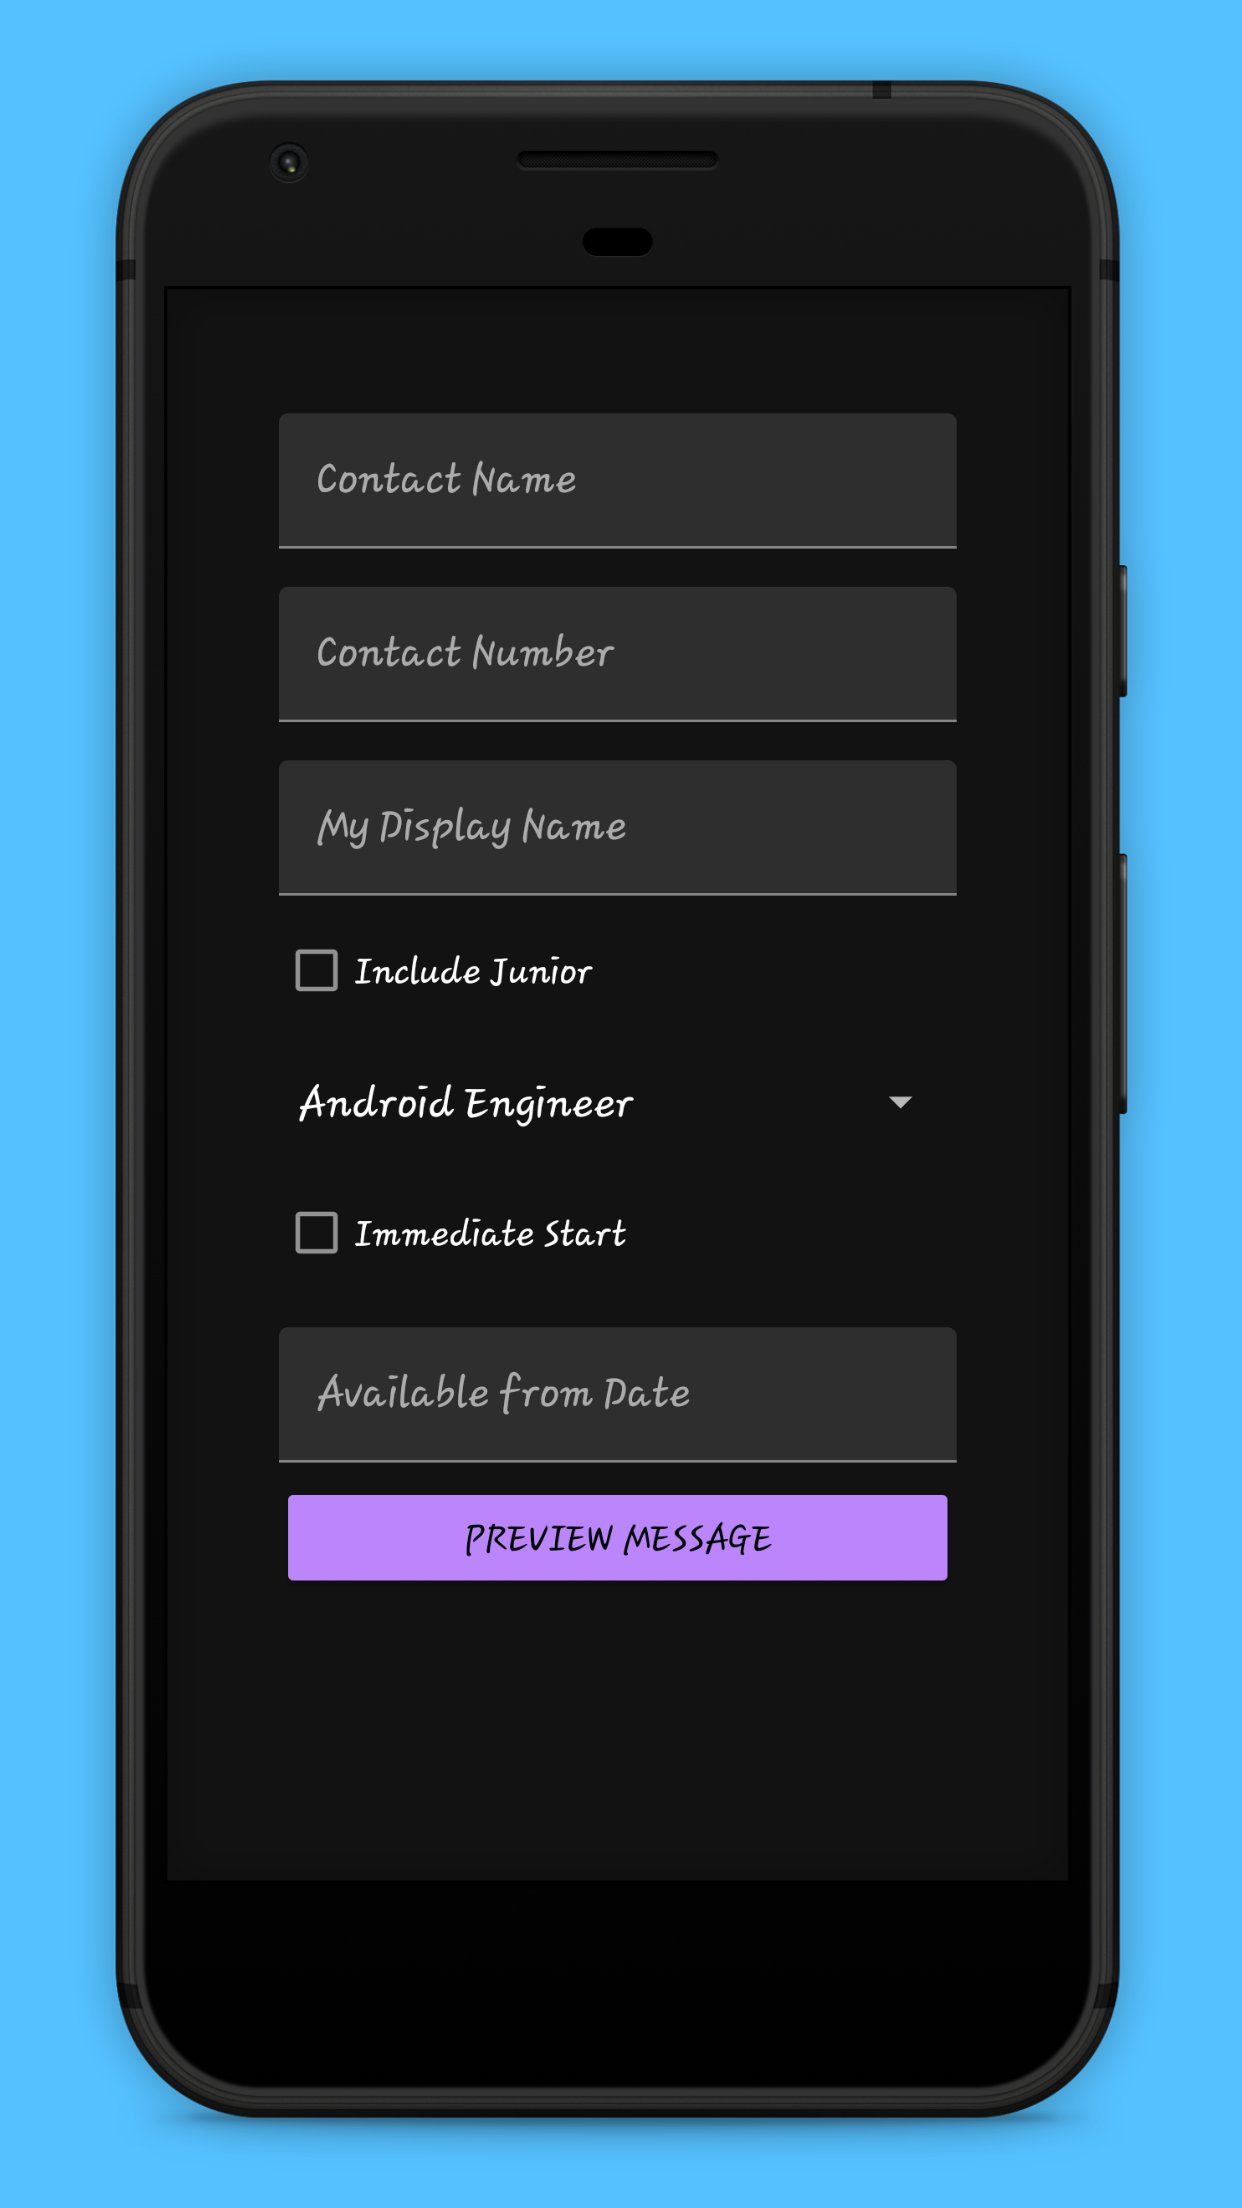 Contact Name
Contact Number
My Display Name
Include Junior
Android Engineer
Immediate Start
Available from Date
PREVIEW MESSAGE